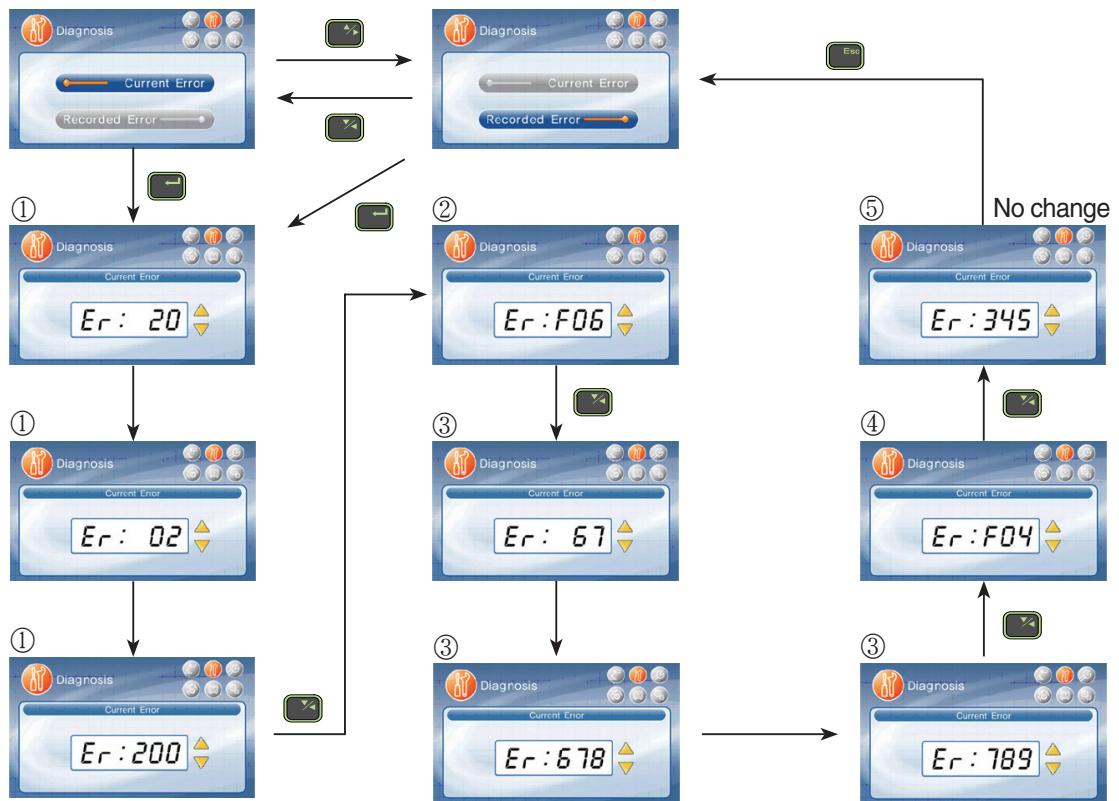 Diagnosis
Current Error
Recorded Error
Diagnosis
Current Error
Recorded Error
Esc
①
Diagnosis
Current Error
Er: 20
②
Diagnosis
Current Error
Er:F06
⑤
No change
Diagnosis
Current Error
Er:345
①
Diagnosis
Current Error
Er: 02
③
Diagnosis
Current Error
Er: 67
④
Diagnosis
Current Error
Er:F04
①
Diagnosis
Current Error
Er:200
③
Diagnosis
Current Error
Er:678
③
Diagnosis
Current Error
Er:789